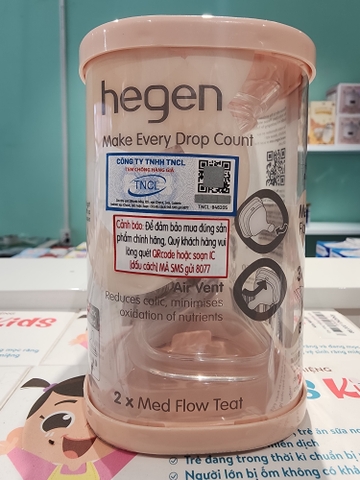 hegen
Make Every Drop Count
CÔNG TY TNHH TNCL
TEM CHỐNG HÀNG GIẢ
TNCL
Cảnh báo: Để đảm bảo mua đúng sản
phẩm chính hãng, Quý khách hàng vui
lòng quét QRcode hoặc soạn IC
[dấu cách] MÃ SMS gửi 8077
Air Vent
Reduces colic, minimises
oxidation of nutrients
2 x Med Flow Teat
Kids
Trẻ đang trong thời kì chuẩn bị
Người lớn bị ốm không có khả